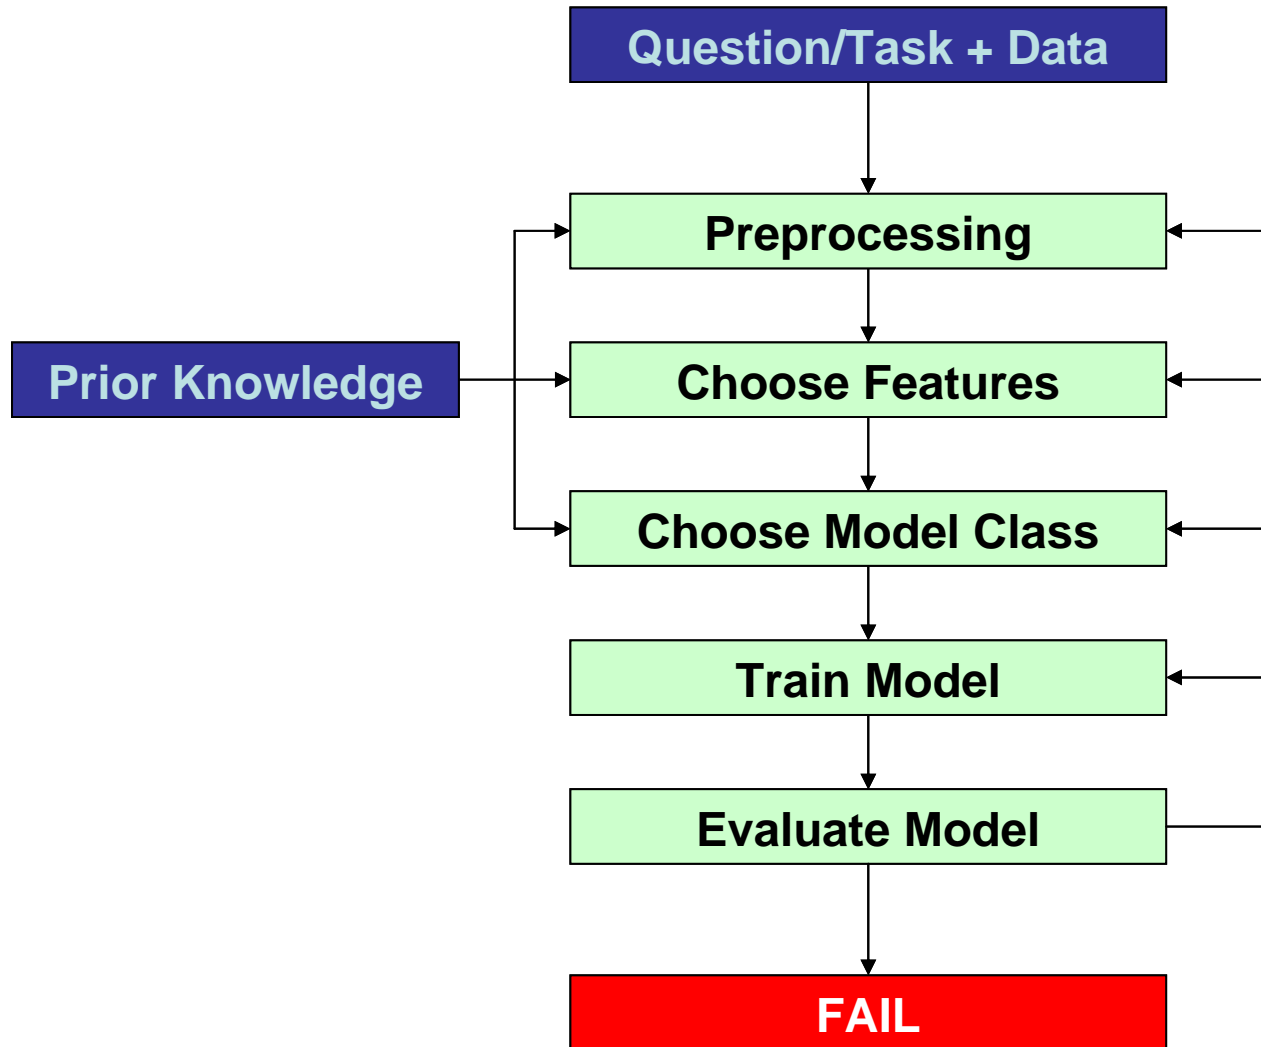 Question/Task + Data
Preprocessing
Prior Knowledge
Choose Features
Choose Model Class
Train Model
Evaluate Model
FAIL